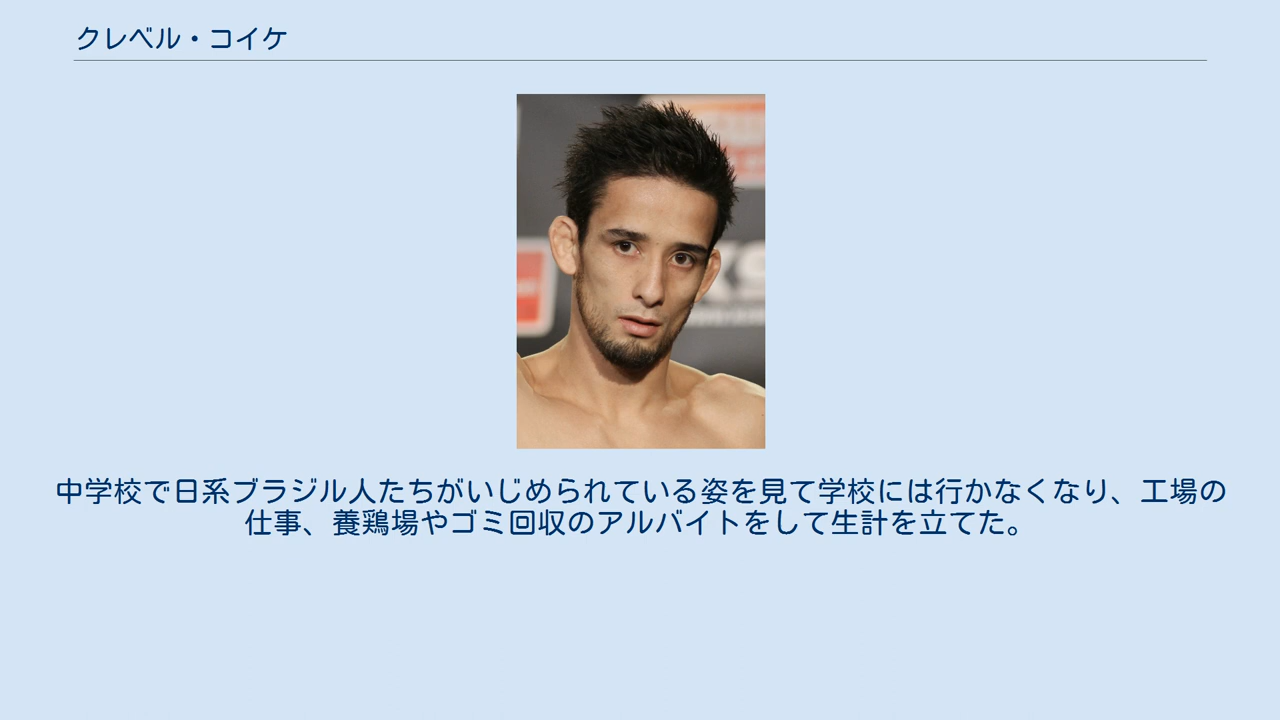 クレベル・コイケ
中学校で日系ブラジル人たちがいじめられている姿を見て学校には行かなくなり、工場の
仕事、養鶏場やゴミ回収のアルバイトをして生計を立てた。